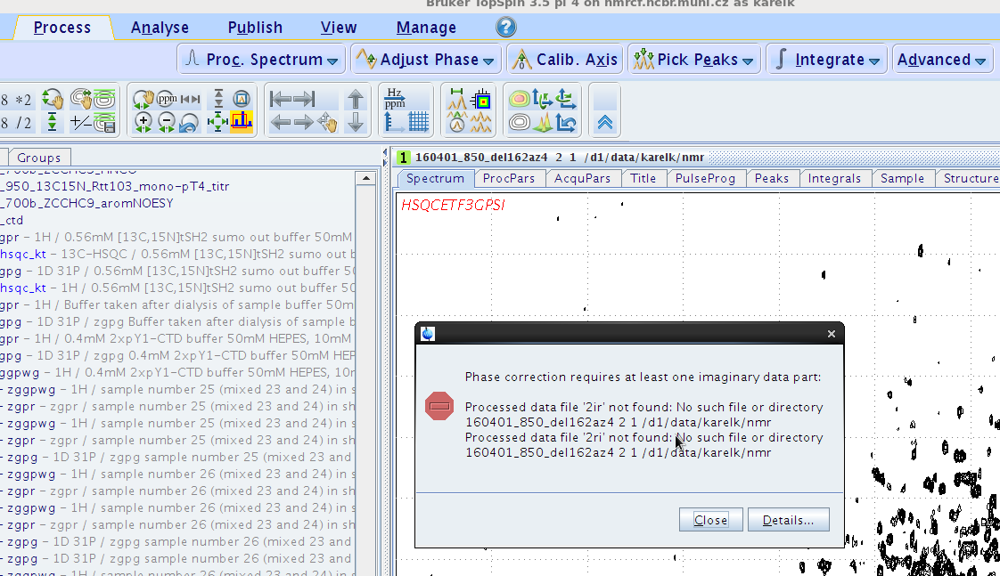 Bruker TopSpin 3.5 pl 4 on nmrcf.ncbr.muni.cz as karelk
Process Analyse Publish View Manage ?
Proc. Spectrum Adjust Phase Calib. Axis Pick Peaks Integrate Advanced
8 *2 ppm Hz ppm
8 /2 +/-
Groups
1 160401_850_del162az4 2 1 /d1/data/karelk/nmr
Spectrum ProcPars AcquPars Title PulseProg Peaks Integrals Sample Structure
HSQCETF3GPSI
_700b_ZCCHC9_HNCO
_950_13C15N_Rtt103_mono-pT4_titr
_700b_ZCCHC9_aromNOESY
_ctd
gpr - 1H / 0.56mM [13C,15N]tSH2 sumo out buffer 50mM
hsqc_kt - 13C-HSQC / 0.56mM [13C,15N]tSH2 sumo out b
gpg - 1D 31P / 0.56mM [13C,15N]tSH2 sumo out buffer 50
hsqc_kt - 1H / 0.56mM [13C,15N]tSH2 sumo out buffer 50
gpr - 1H / Buffer taken after dialysis of sample buffer 50m
gpg - 1D 31P / zgpg Buffer taken after dialysis of sample b
gpr - 1H / 0.4mM 2xpY1-CTD buffer 50mM HEPES, 10mM
gpg - 1D 31P / zgpg 0.4mM 2xpY1-CTD buffer 50mM HEP
ggpwg - 1H / 0.4mM 2xpY1-CTD buffer 50mM HEPES, 10m
- zggpwg - 1H / sample number 25 (mixed 23 and 24) in s
- zgpr - zgpr / sample number 25 (mixed 23 and 24) in sh
- zggpwg - 1H / sample number 25 (mixed 23 and 24) in s
- zgpr - zgpr / sample number 25 (mixed 23 and 24) in sh
- zgpg - 1D 31P / zgpg sample number 25 (mixed 23 and
- zggpwg - 1H / sample number 26 (mixed 23 and 24) in s
- zgpr - zgpr / sample number 26 (mixed 23 and 24) in sh
- zggpwg - 1H / sample number 26 (mixed 23 and 24) in s
- zgpr - zgpr / sample number 26 (mixed 23 and 24) in sh
- zgpg - 1D 31P / zgpg sample number 26 (mixed 23 and
- zgpg - 1D 31P / zgpg sample number 26 (mixed 23 and
- zggpwg - 1H / sample number 26 (mixed 23 and 24) in s
Phase correction requires at least one imaginary data part:
Processed data file '2ir' not found: No such file or directory
160401_850_del162az4 2 1 /d1/data/karelk/nmr
Processed data file '2ri' not found: No such file or directory
160401_850_del162az4 2 1 /d1/data/karelk/nmr
Close Details...